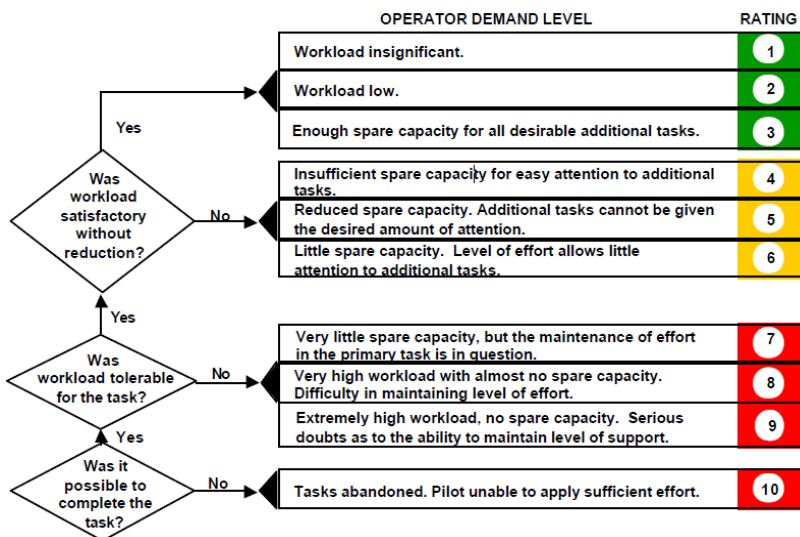 OPERATOR DEMAND LEVEL RATING
Workload insignificant. 1
Workload low. 2
Yes
Enough spare capacity for all desirable additional tasks. 3
Was
workload
satisfactory
without
reduction?
No
Insufficient spare capacity for easy attention to additional
tasks. 4
Reduced spare capacity. Additional tasks cannot be given
the desired amount of attention. 5
Little spare capacity. Level of effort allows little
attention to additional tasks. 6
Yes
Was
workload tolerable
for the task?
No
Very little spare capacity, but the maintenance of effort
in the primary task is in question. 7
Very high workload with almost no spare capacity.
Difficulty in maintaining level of effort. 8
Extremely high workload, no spare capacity. Serious
doubts as to the ability to maintain level of support. 9
Yes
Was it
possible to
complete the
task?
No
Tasks abandoned. Pilot unable to apply sufficient effort. 10